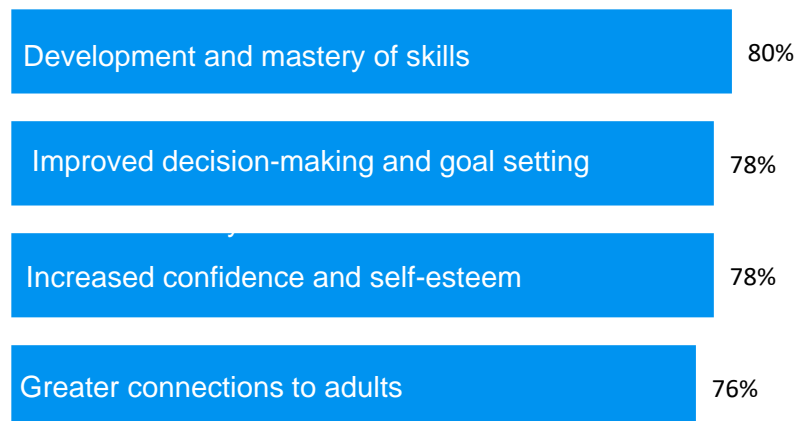 Development and mastery of skills 80%
Improved decision-making and goal setting 78%
Increased confidence and self-esteem 78%
Greater connections to adults 76%